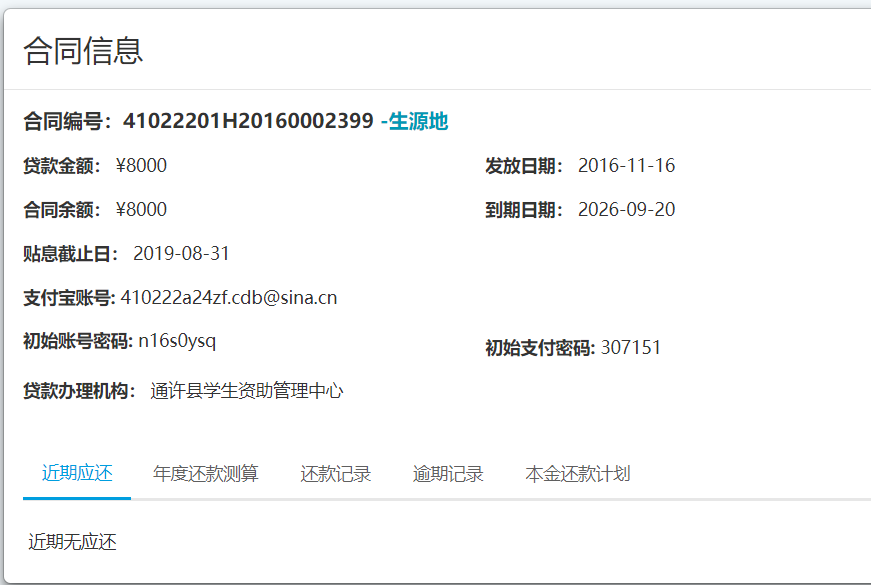 合同信息
合同编号：41022201H20160002399 -生源地
贷款金额： ¥8000 发放日期： 2016-11-16
合同余额： ¥8000 到期日期： 2026-09-20
贴息截止日： 2019-08-31
支付宝账号: 410222a24zf.cdb@sina.cn
初始账号密码: n16s0ysq 初始支付密码: 307151
贷款办理机构： 通许县学生资助管理中心
近期应还 年度还款测算 还款记录 逾期记录 本金还款计划
近期无应还